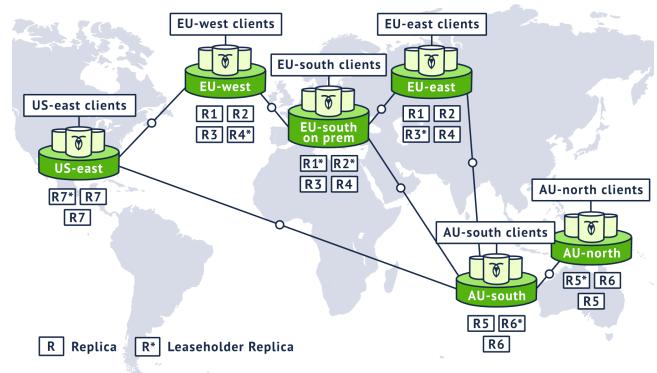 EU-west clients
EU-east clients
EU-south clients
US-east clients
EU-west
EU-east
R1 R2
R3 R4*
EU-south
on prem
R1 R2
R3* R4
US-east
R1* R2*
R3 R4
R7* R7
R7
AU-north clients
AU-south clients
AU-north
R5* R6
R5
AU-south
R5 R6*
R6
R Replica R* Leaseholder Replica